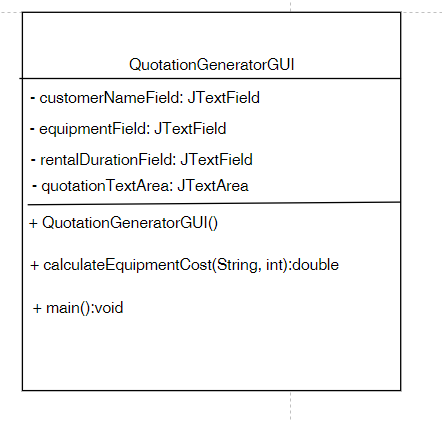 QuotationGeneratorGUI
- customerNameField: JTextField
- equipmentField: JTextField
- rentalDurationField: JTextField
- quotationTextArea: JTextArea
+ QuotationGeneratorGUI()
+ calculateEquipmentCost(String, int):double
+ main():void